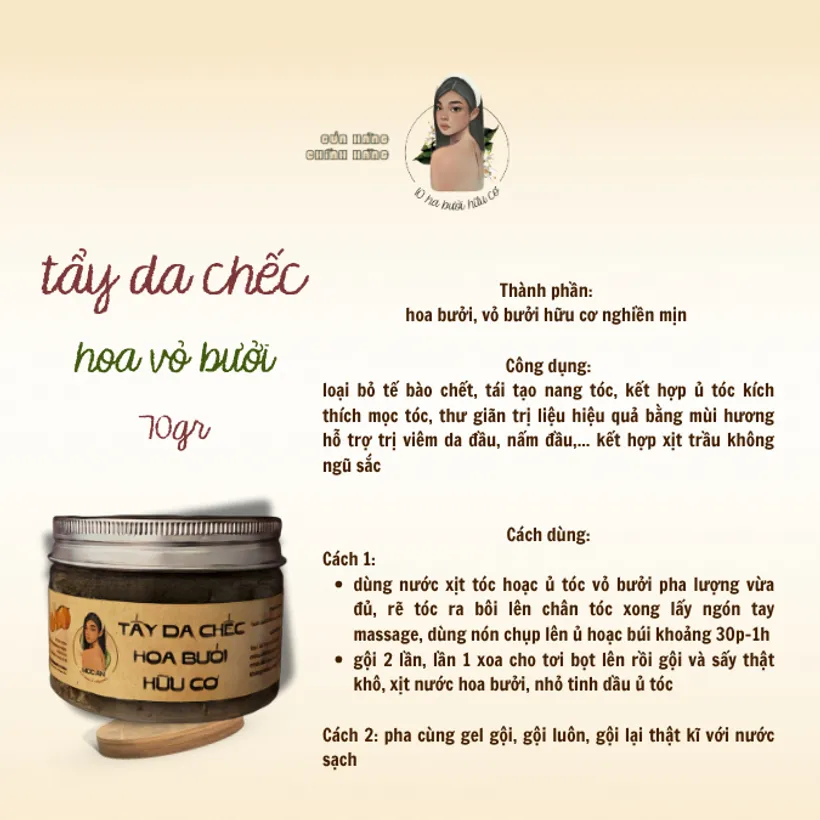 CỬA HÀNG
CHÍNH HÃNG
10 ha bưởi hữu cơ
tẩy da chếc
hoa vỏ bưởi
70gr
Thành phần:
hoa bưởi, vỏ bưởi hữu cơ nghiền mịn
Công dụng:
loại bỏ tế bào chết, tái tạo nang tóc, kết hợp ủ tóc kích
thích mọc tóc, thư giãn trị liệu hiệu quả bằng mùi hương
hỗ trợ trị viêm da đầu, nấm đầu,... kết hợp xịt trầu không
ngũ sắc
Cách dùng:
Cách 1:
• dùng nước xịt tóc hoặc ủ tóc vỏ bưởi pha lượng vừa
đủ, rẽ tóc ra bôi lên chân tóc xong lấy ngón tay
massage, dùng nón chụp lên ủ hoặc búi khoảng 30p-1h
• gội 2 lần, lần 1 xoa cho tơi bọt lên rồi gội và sấy thật
khô, xịt nước hoa bưởi, nhỏ tinh dầu ủ tóc
Cách 2: pha cùng gel gội, gội luôn, gội lại thật kĩ với nước
sạch
TẨY DA CHẾC
HOA BƯỞI
HỮU CƠ